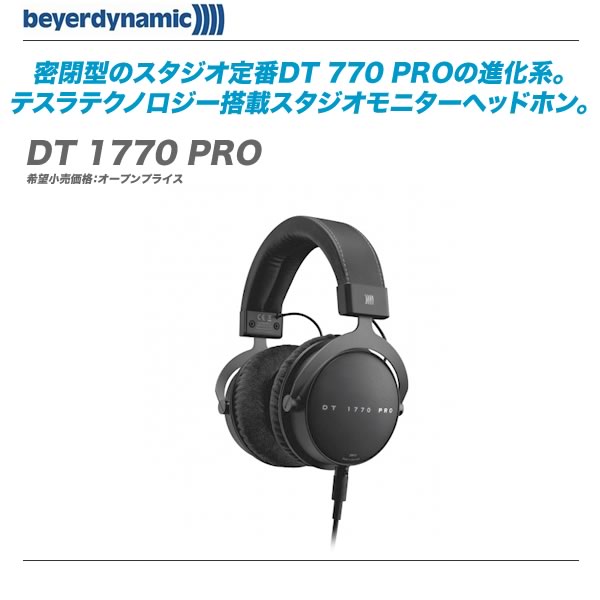 beyerdynamic
密閉型のスタジオ定番DT 770 PROの進化系。
テスラテクノロジー搭載スタジオモニターヘッドホン。
DT 1770 PRO
希望小売価格：オープンプライス
DT 1770 PRO